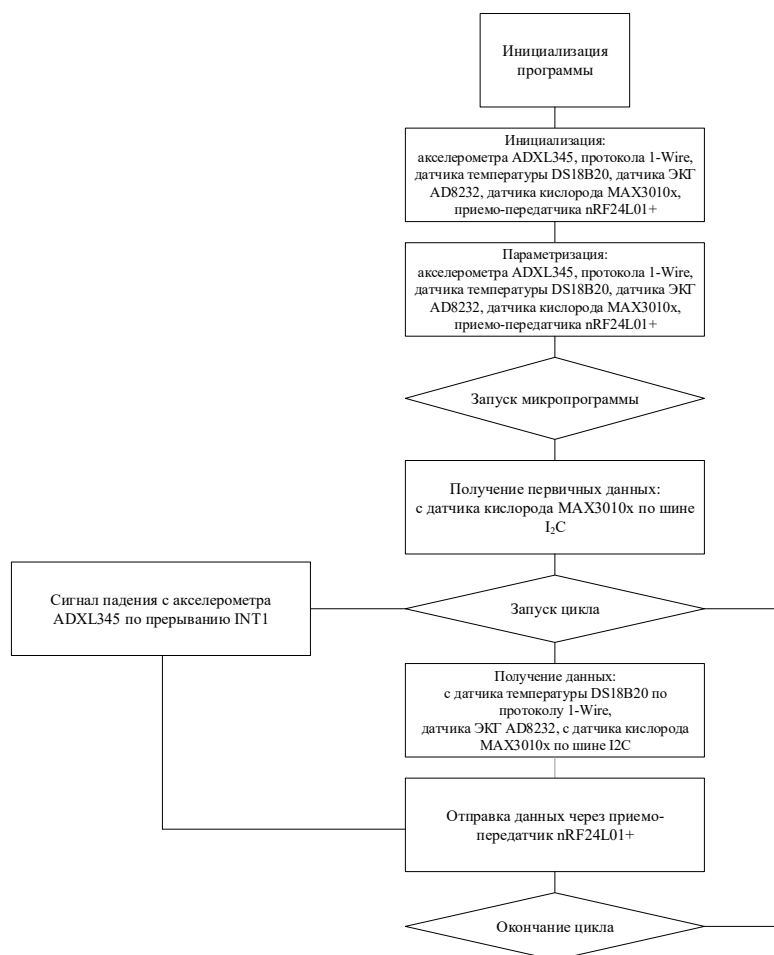 Инициализация
программы
Инициализация:
акселерометра ADXL345, протокола 1-Wire,
датчика температуры DS18B20, датчика ЭКГ
AD8232, датчика кислорода MAX3010x,
приемо-передатчика nRF24L01+
Параметризация:
акселерометра ADXL345, протокола 1-Wire,
датчика температуры DS18B20, датчика ЭКГ
AD8232, датчика кислорода MAX3010x,
приемо-передатчика nRF24L01+
Запуск микропрограммы
Получение первичных данных:
с датчика кислорода MAX3010x по шине
I₂C
Сигнал падения с акселерометра
ADXL345 по прерыванию INT1
Запуск цикла
Получение данных:
с датчика температуры DS18B20 по
протоколу 1-Wire,
датчика ЭКГ AD8232, с датчика кислорода
MAX3010x по шине I2C
Отправка данных через приемо-
передатчик nRF24L01+
Окончание цикла